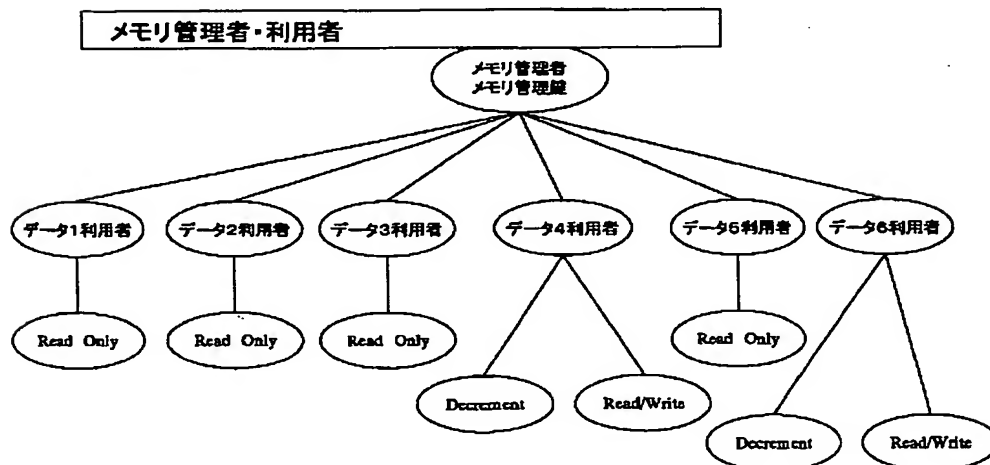 メモリ管理者・利用者
メモリ管理者
メモリ管理鍵
データ1利用者
データ2利用者
データ3利用者
データ4利用者
データ5利用者
データ6利用者
Read Only
Read Only
Read Only
Read Only
Decrement
Read/Write
Decrement
Read/Write